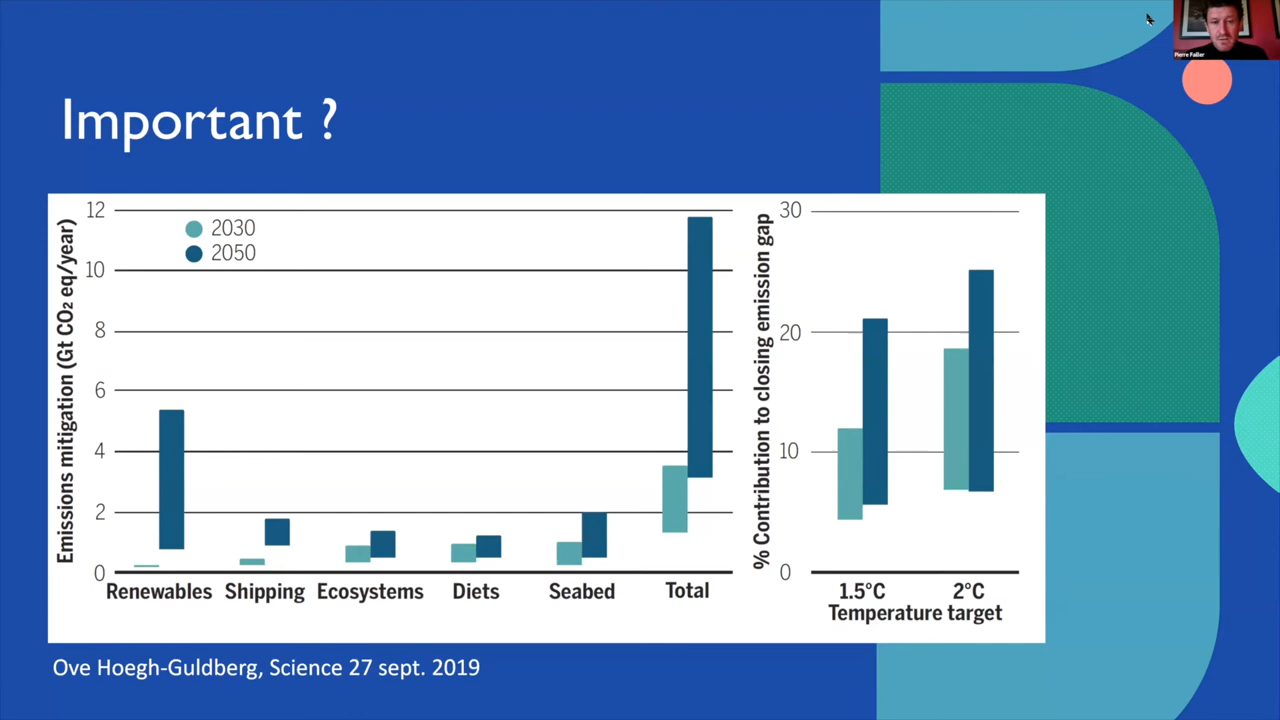 Pierre Failler
Important ?
Emissions mitigation (Gt CO₂ eq/year)
12
10
8
6
4
2
0
2030
2050
Renewables
Shipping
Ecosystems
Diets
Seabed
Total
% Contribution to closing emission gap
30
20
10
0
1.5°C
2°C
Temperature target
Ove Hoegh-Guldberg, Science 27 sept. 2019